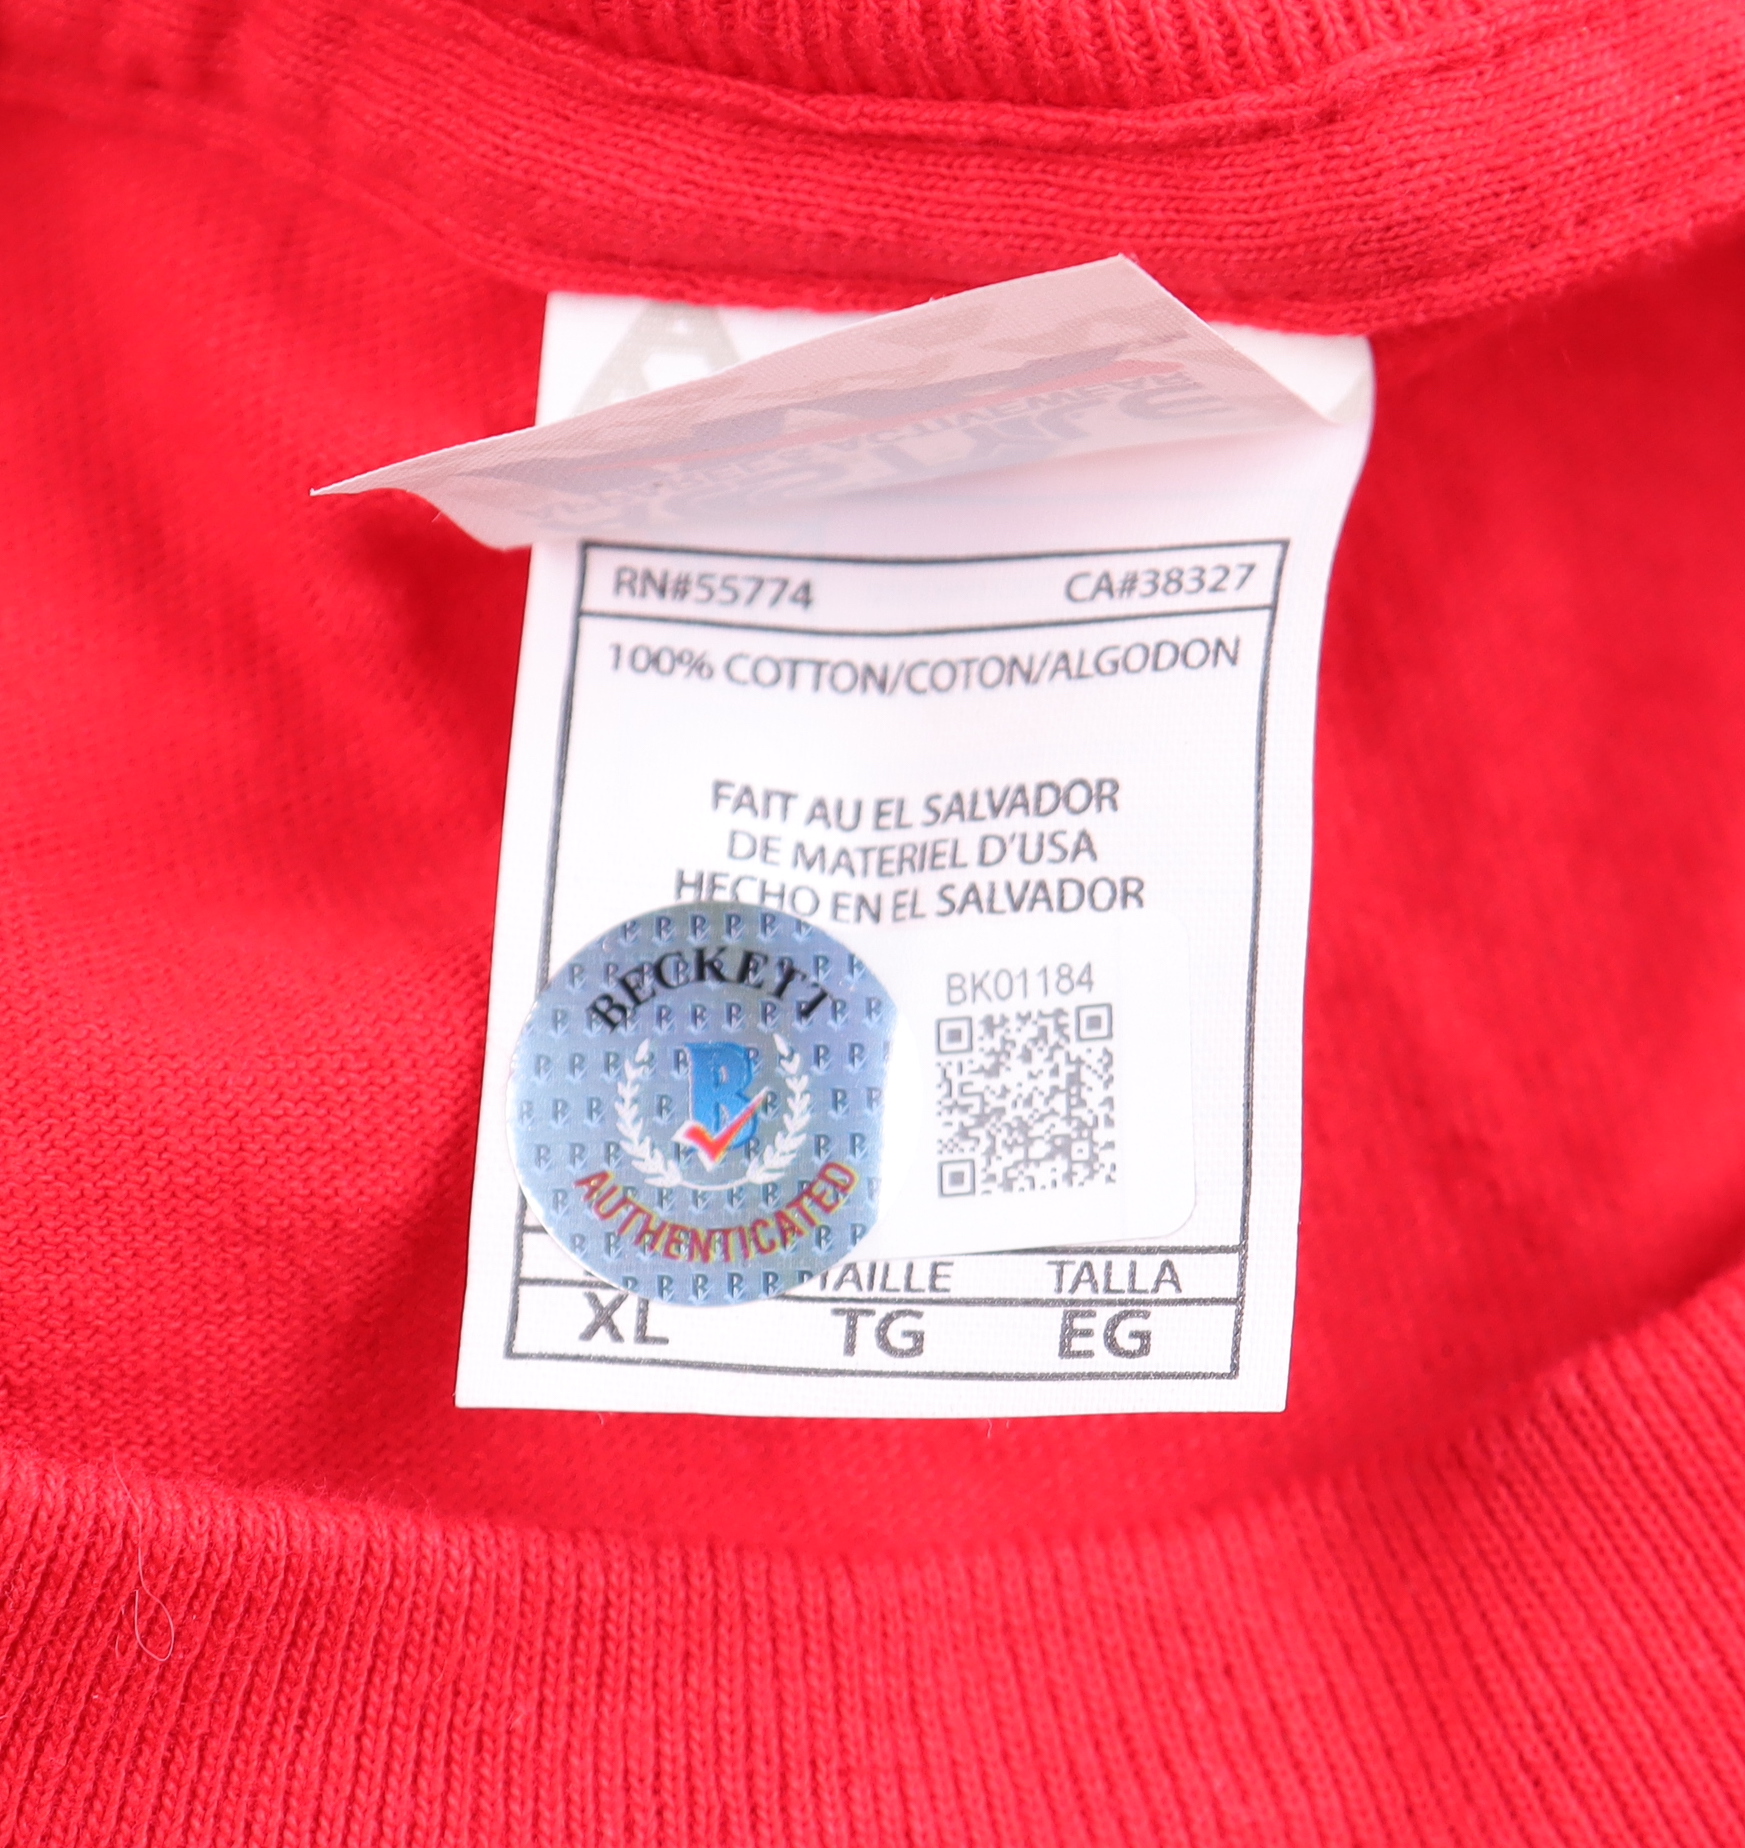 RN#55774 CA#38327
100% COTTON/COTON/ALGODON
FAIT AU EL SALVADOR
DE MATERIEL D'USA
HECHO EN EL SALVADOR
BECKETT
B
AUTHENTICATED
BK01184
TAILLE TALLA
XL TG EG